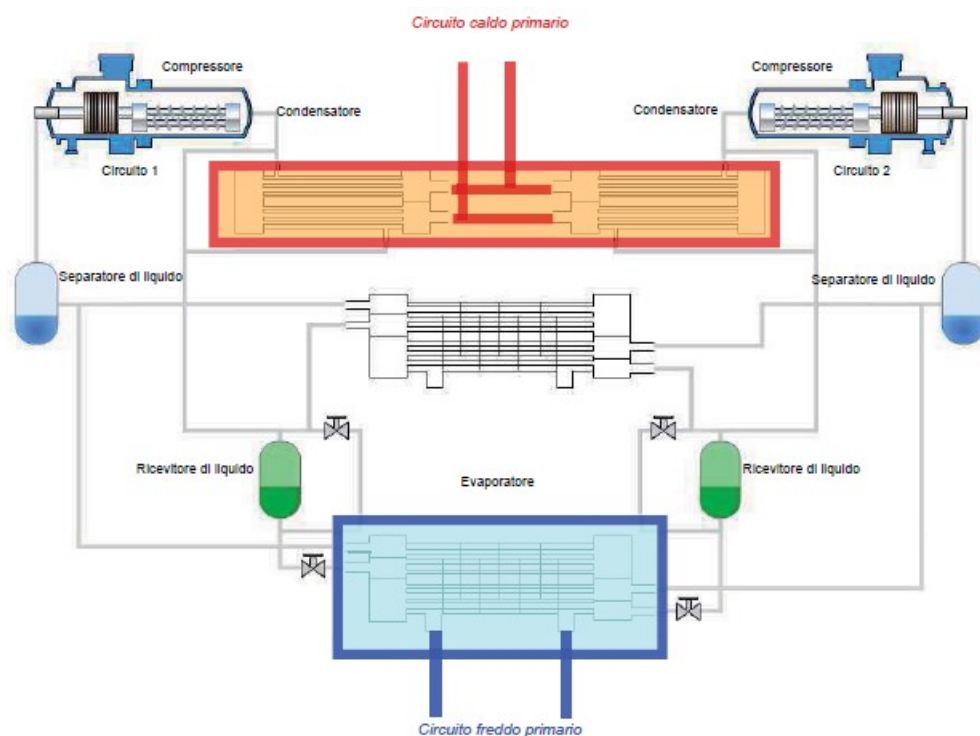 Circuito caldo primario
Compressore
Compressore
Condensatore
Condensatore
Circuito 1
Circuito 2
Separatore di liquido
Separatore di liquido
Ricevitore di liquido
Ricevitore di liquido
Evaporatore
Circuito freddo primario